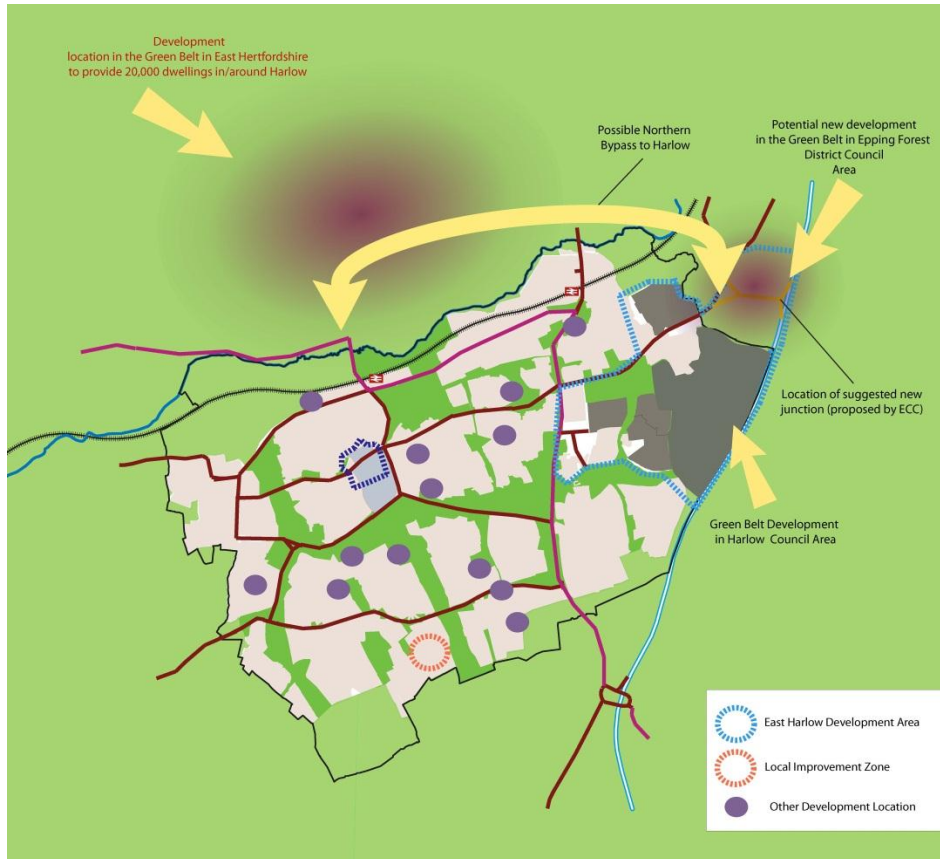 Development
location in the Green Belt in East Hertfordshire
to provide 20,000 dwellings in/around Harlow
Possible Northern
Bypass to Harlow
Potential new development
in the Green Belt in Epping Forest
District Council
Area
Location of suggested new
junction (proposed by ECC)
Green Belt Development
in Harlow Council Area
East Harlow Development Area
Local Improvement Zone
Other Development Location